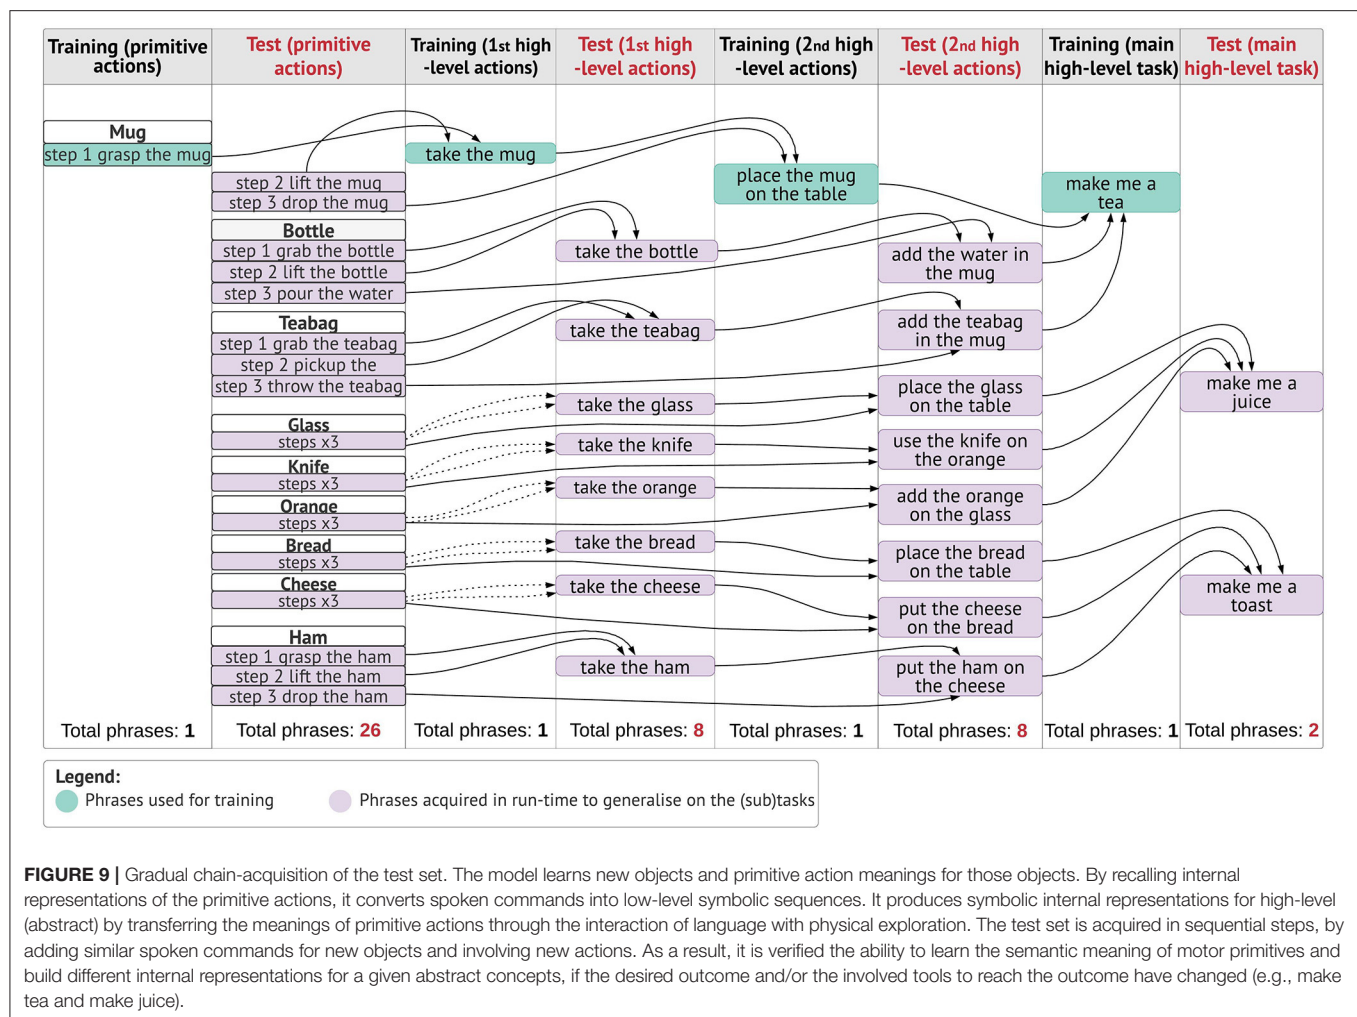 Training (primitive
actions)
Test (primitive
actions)
Training (1st high
-level actions)
Test (1st high
-level actions)
Training (2nd high
-level actions)
Test (2nd high
-level actions)
Training (main
high-level task)
Test (main
high-level task)
Mug
step 1 grasp the mug
step 2 lift the mug
step 3 drop the mug
Bottle
step 1 grab the bottle
step 2 lift the bottle
step 3 pour the water
Teabag
step 1 grab the teabag
step 2 pickup the
step 3 throw the teabag
Glass
steps x3
Knife
steps x3
Orange
steps x3
Bread
steps x3
Cheese
steps x3
Ham
step 1 grasp the ham
step 2 lift the ham
step 3 drop the ham
take the mug
take the bottle
take the teabag
take the glass
take the knife
take the orange
take the bread
take the cheese
take the ham
place the mug
on the table
add the water in
the mug
add the teabag
in the mug
place the glass
on the table
use the knife on
the orange
add the orange
on the glass
place the bread
on the table
put the cheese
on the bread
put the ham on
the cheese
make me a
tea
make me a
juice
make me a
toast
Total phrases: 1
Total phrases: 26
Total phrases: 1
Total phrases: 8
Total phrases: 1
Total phrases: 8
Total phrases: 1
Total phrases: 2
Legend:
Phrases used for training
Phrases acquired in run-time to generalise on the (sub)tasks
FIGURE 9 | Gradual chain-acquisition of the test set. The model learns new objects and primitive action meanings for those objects. By recalling internal
representations of the primitive actions, it converts spoken commands into low-level symbolic sequences. It produces symbolic internal representations for high-level
(abstract) by transferring the meanings of primitive actions through the interaction of language with physical exploration. The test set is acquired in sequential steps, by
adding similar spoken commands for new objects and involving new actions. As a result, it is verified the ability to learn the semantic meaning of motor primitives and
build different internal representations for a given abstract concepts, if the desired outcome and/or the involved tools to reach the outcome have changed (e.g., make
tea and make juice).